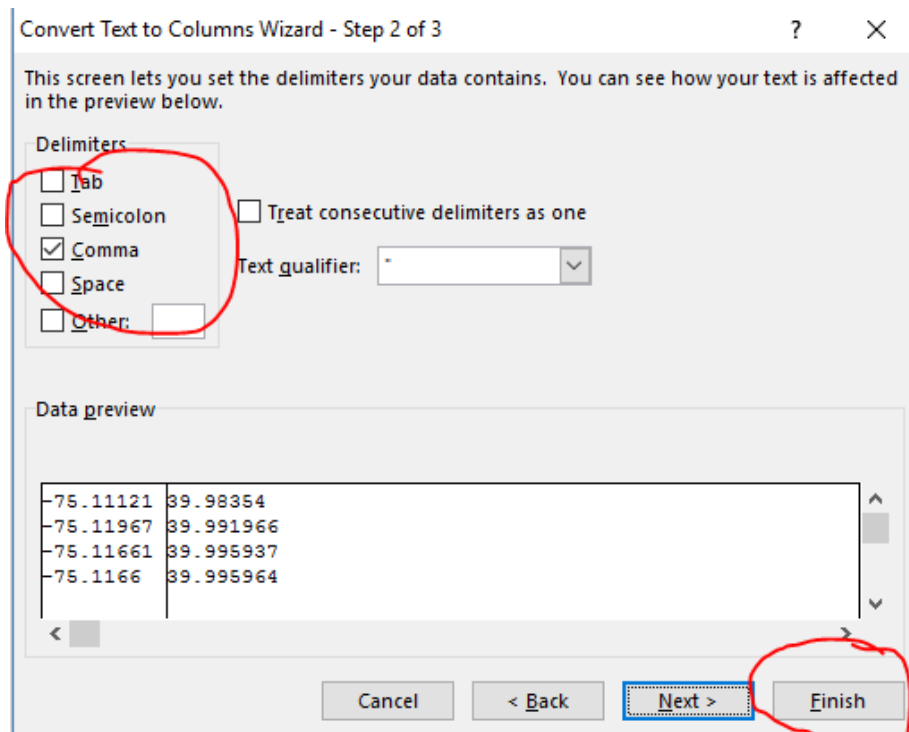 Convert Text to Columns Wizard - Step 2 of 3 ? ×
This screen lets you set the delimiters your data contains.  You can see how your text is affected
in the preview below.
Delimiters
Tab
Semicolon
Comma
Space
Other:
Treat consecutive delimiters as one
Text qualifier: "
Data preview
-75.11121 39.98354
-75.11967 39.991966
-75.11661 39.995937
-75.1166 39.995964
Cancel < Back Next > Finish